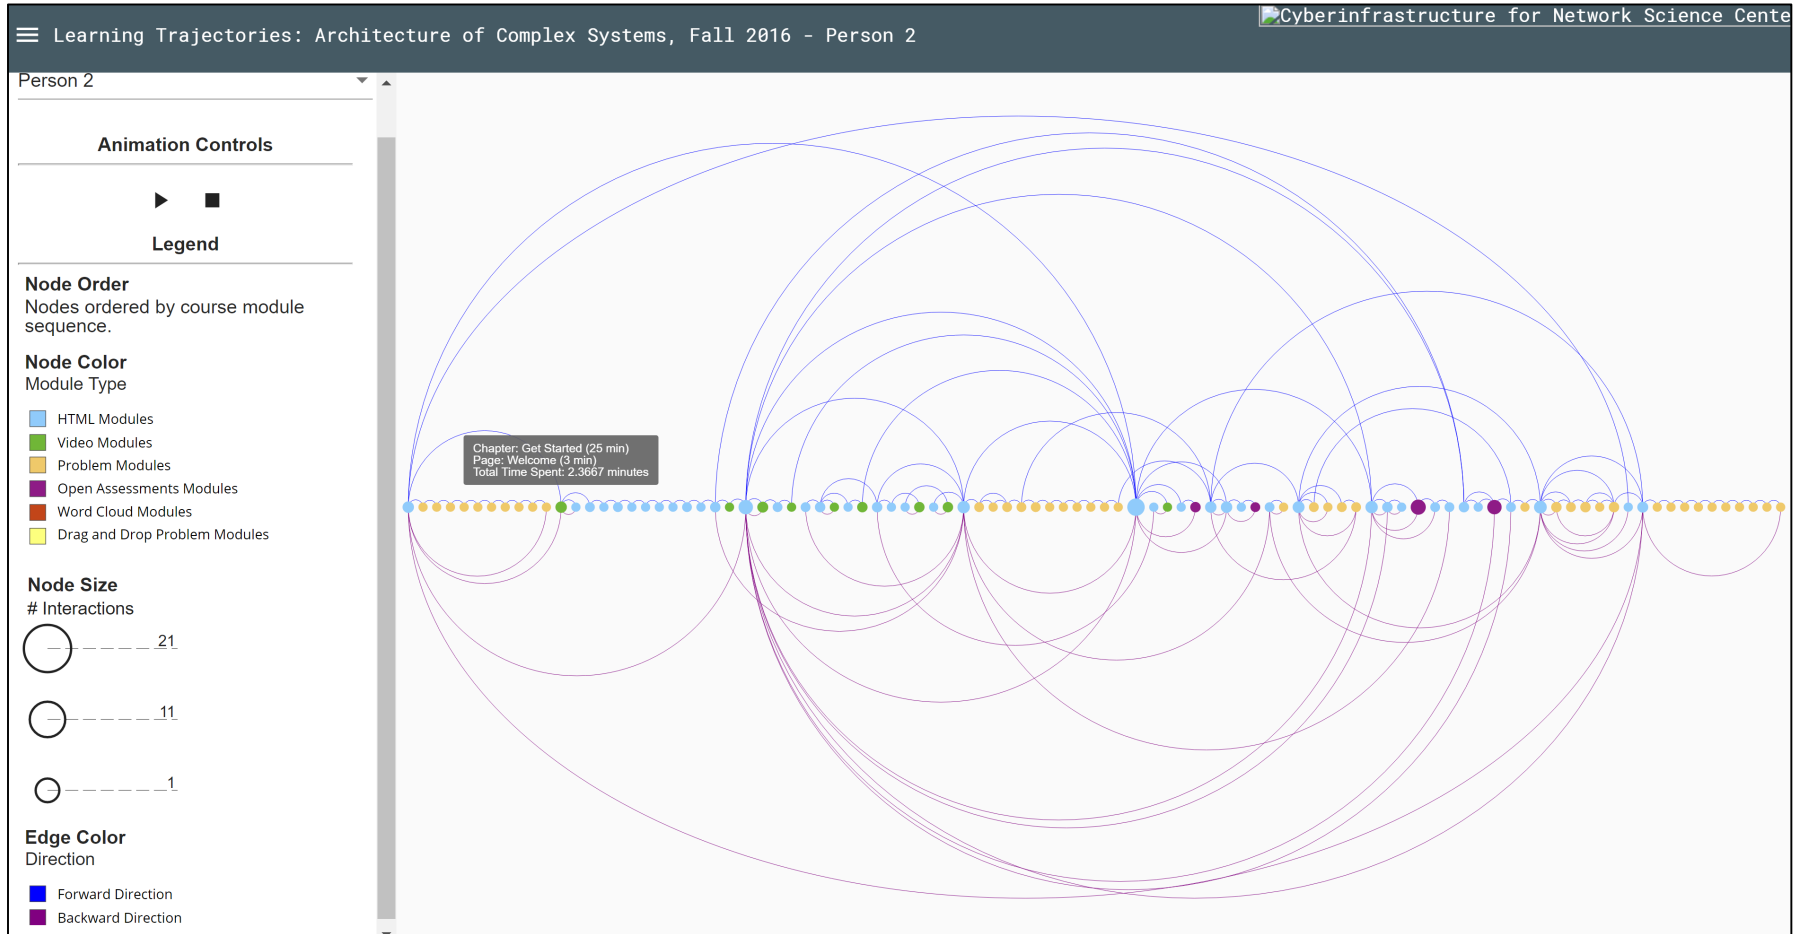 Cyberinfrastructure for Network Science Cente
Learning Trajectories: Architecture of Complex Systems, Fall 2016 - Person 2
Person 2
Animation Controls
Legend
Node Order
Nodes ordered by course module
sequence.
Node Color
Module Type
HTML Modules
Video Modules
Problem Modules
Open Assessments Modules
Word Cloud Modules
Drag and Drop Problem Modules
Node Size
# Interactions
21
11
1
Edge Color
Direction
Forward Direction
Backward Direction
Chapter: Get Started (25 min)
Page: Welcome (3 min)
Total Time Spent: 2.3667 minutes